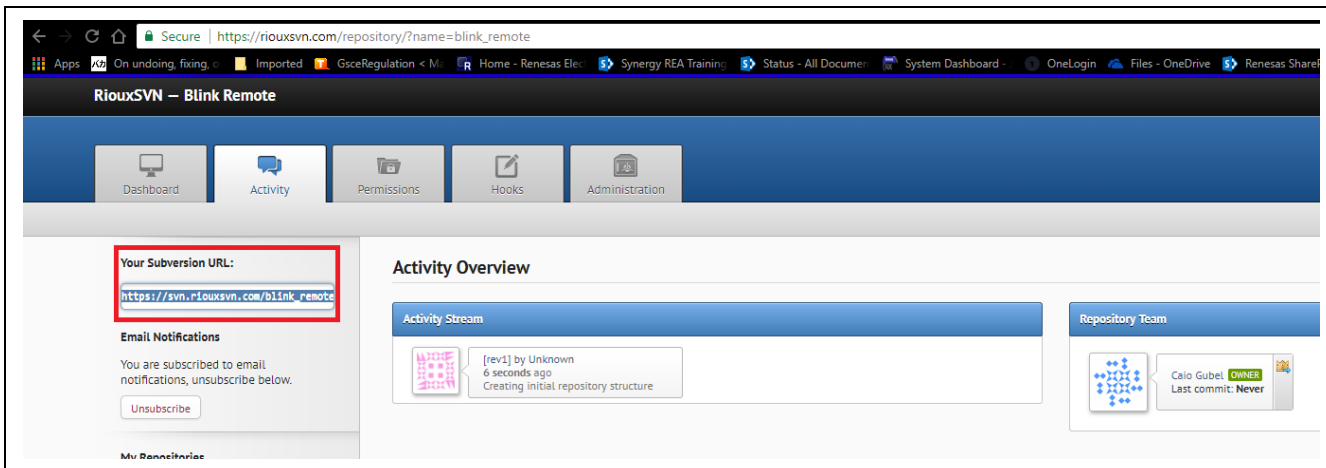 Secure | https://riouxsvn.com/repository/?name=blink_remote
Apps On undoing, fixing, o Imported GsceRegulation < Ma Home - Renesas Elec Synergy REA Training Status - All Documen System Dashboard - OneLogin Files - OneDrive Renesas ShareP
RiouxSVN — Blink Remote
Dashboard Activity Permissions Hooks Administration
Your Subversion URL:
https://svn.riouxsvn.com/blink_remote
Email Notifications
You are subscribed to email
notifications, unsubscribe below.
Unsubscribe
My Repositories
Activity Overview
Activity Stream
[rev1] by Unknown
6 seconds ago
Creating initial repository structure
Repository Team
Caio Gubel OWNER
Last commit: Never